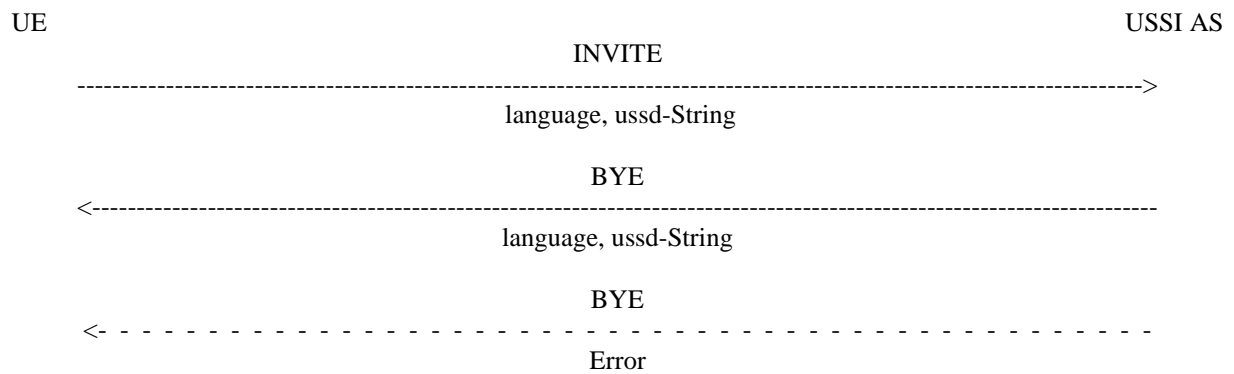 UE USSI AS
INVITE
language, ussd-String
BYE
language, ussd-String
BYE
Error